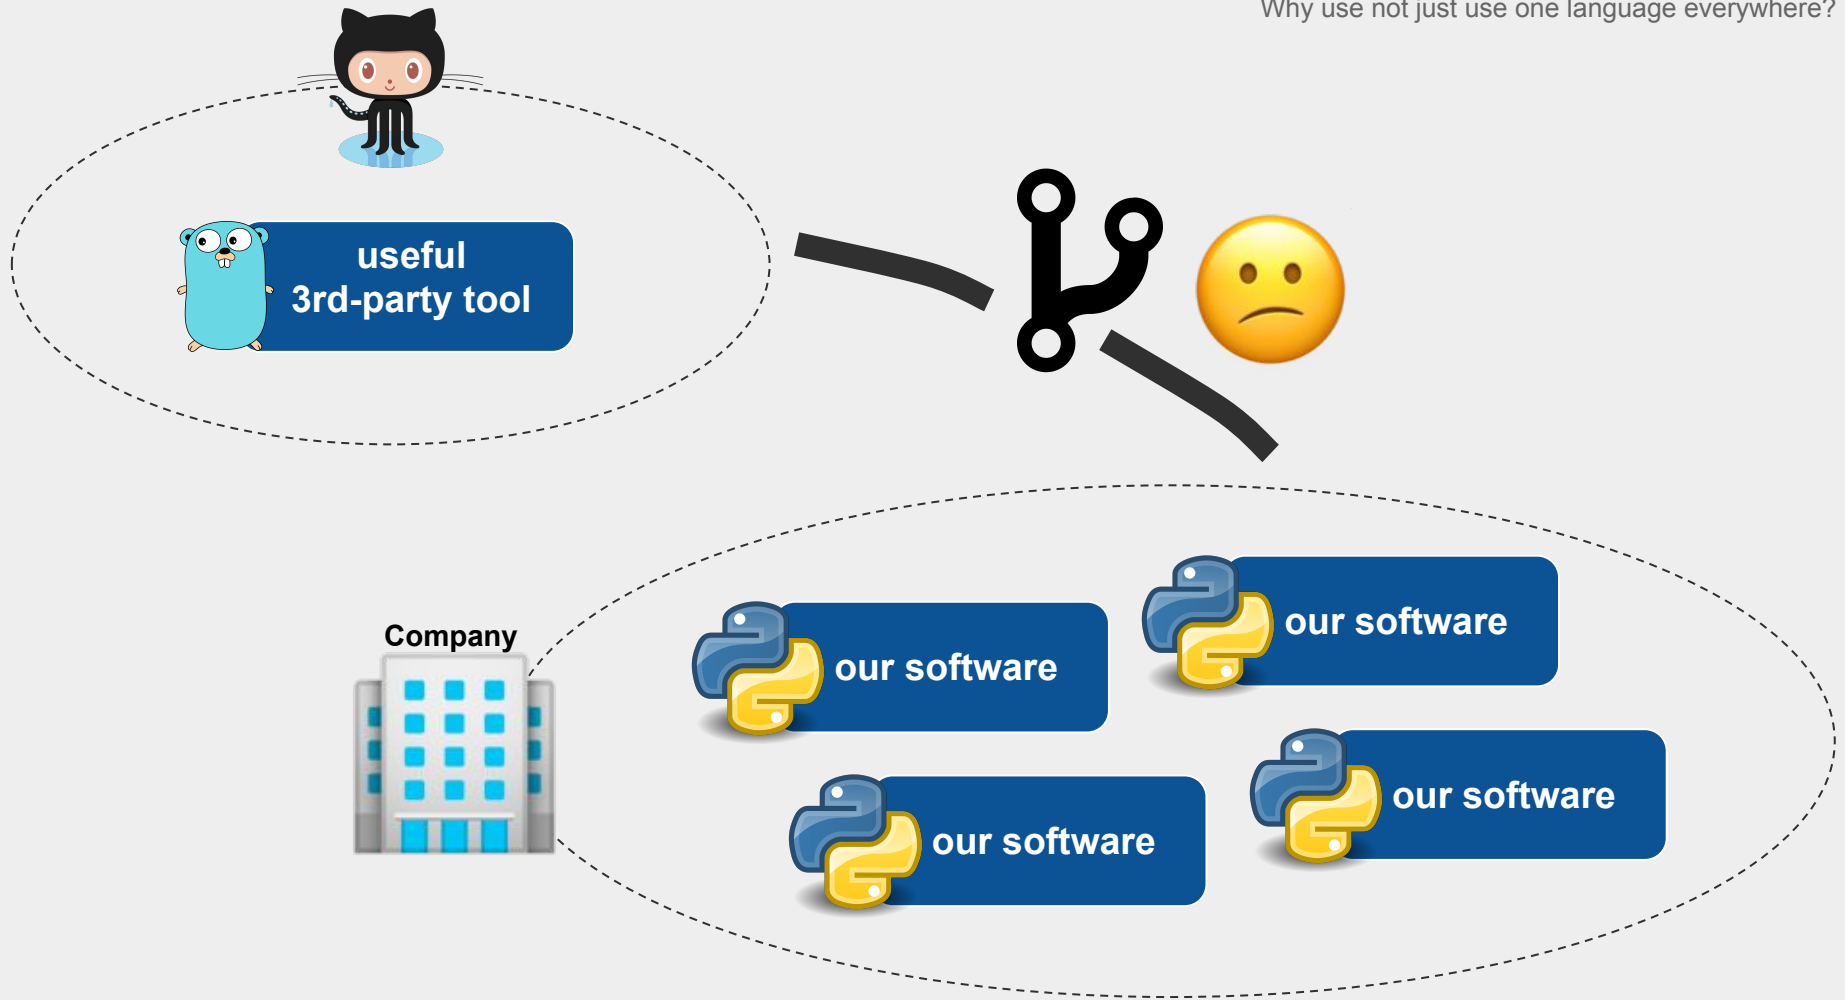 Why use not just use one language everywhere?
useful
3rd-party tool
our software
Company
our software
our software
our software